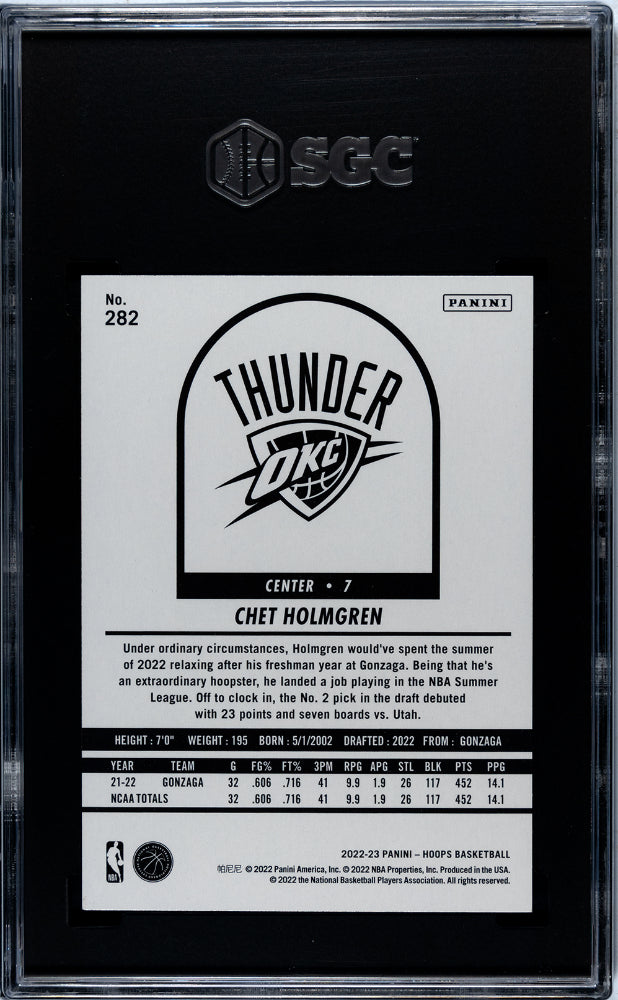 SGC
No.
282
PANINI
THUNDER
OKC
CENTER • 7
CHET HOLMGREN
Under ordinary circumstances, Holmgren would've spent the summer
of 2022 relaxing after his freshman year at Gonzaga. Being that he's
an extraordinary hoopster, he landed a job playing in the NBA Summer
League. Off to clock in, the No. 2 pick in the draft debuted
with 23 points and seven boards vs. Utah.
HEIGHT: 7'0" WEIGHT: 195 BORN: 5/1/2002 DRAFTED: 2022 FROM: GONZAGA
YEAR TEAM G FG% FT% 3PM RPG APG STL BLK PTS PPG
21-22 GONZAGA 32 .606 .716 41 9.9 1.9 26 117 452 14.1
NCAA TOTALS 32 .606 .716 41 9.9 1.9 26 117 452 14.1
2022-23 PANINI – HOOPS BASKETBALL
帕尼尼 © 2022 Panini America, Inc. © 2022 NBA Properties, Inc. Produced in the USA.
© 2022 the National Basketball Players Association. All rights reserved.
NBA